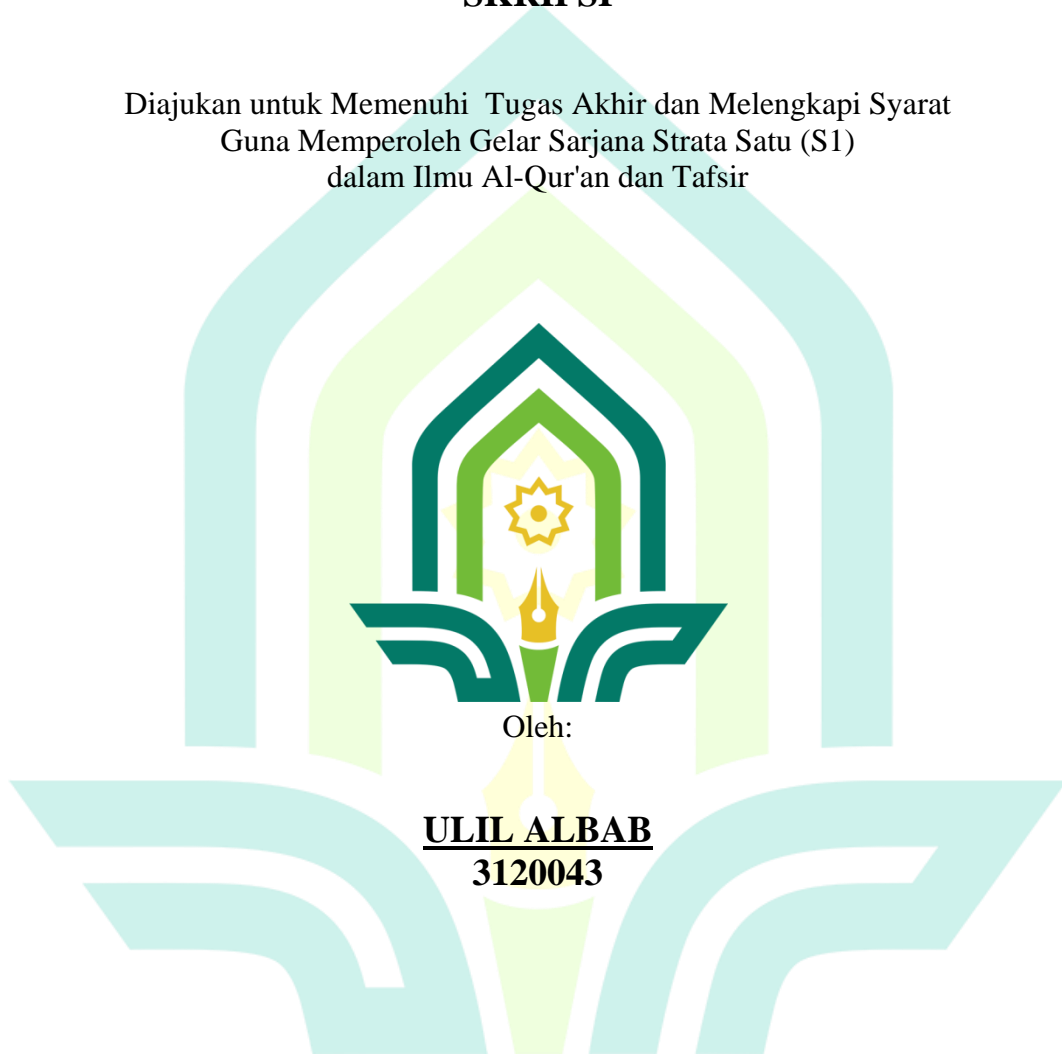 SKRIPSI
Diajukan untuk Memenuhi Tugas Akhir dan Melengkapi Syarat
Guna Memperoleh Gelar Sarjana Strata Satu (S1)
dalam Ilmu Al-Qur'an dan Tafsir
Oleh:
ULIL ALBAB
3120043